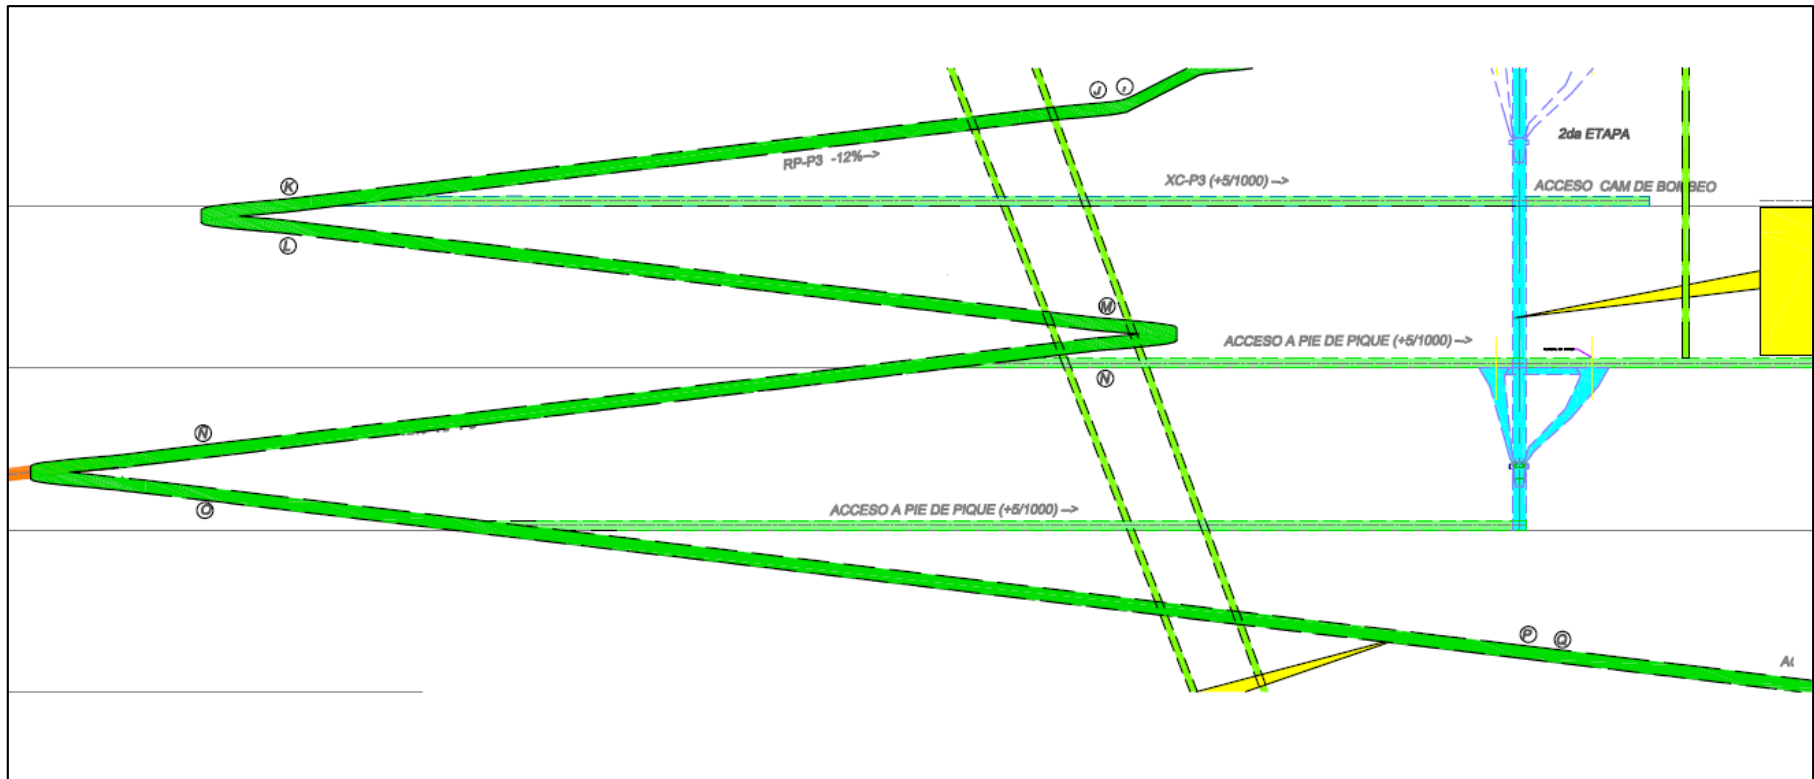 J
2da ETAPA
RP-P3 -12%-->
K
XC-P3 (+5/1000) -->
ACCESO CAM DE BOMBEO
L
M
ACCESO A PIE DE PIQUE (+5/1000) -->
N
N
O
ACCESO A PIE DE PIQUE (+5/1000) -->
P Q